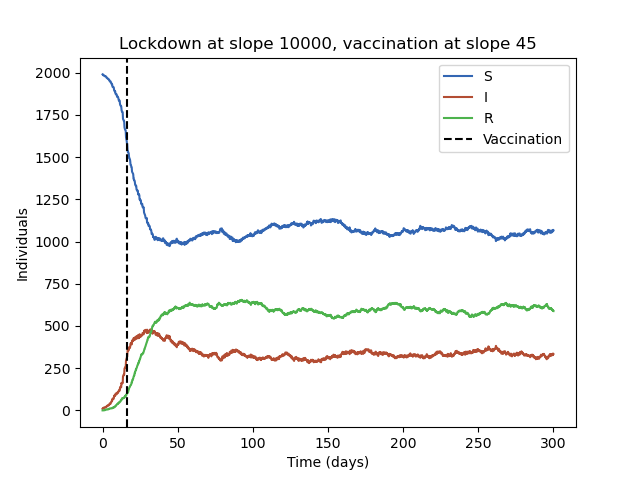 Lockdown at slope 10000, vaccination at slope 45
S
I
R
Vaccination
Individuals
2000
1750
1500
1250
1000
750
500
250
0
0 50 100 150 200 250 300
Time (days)